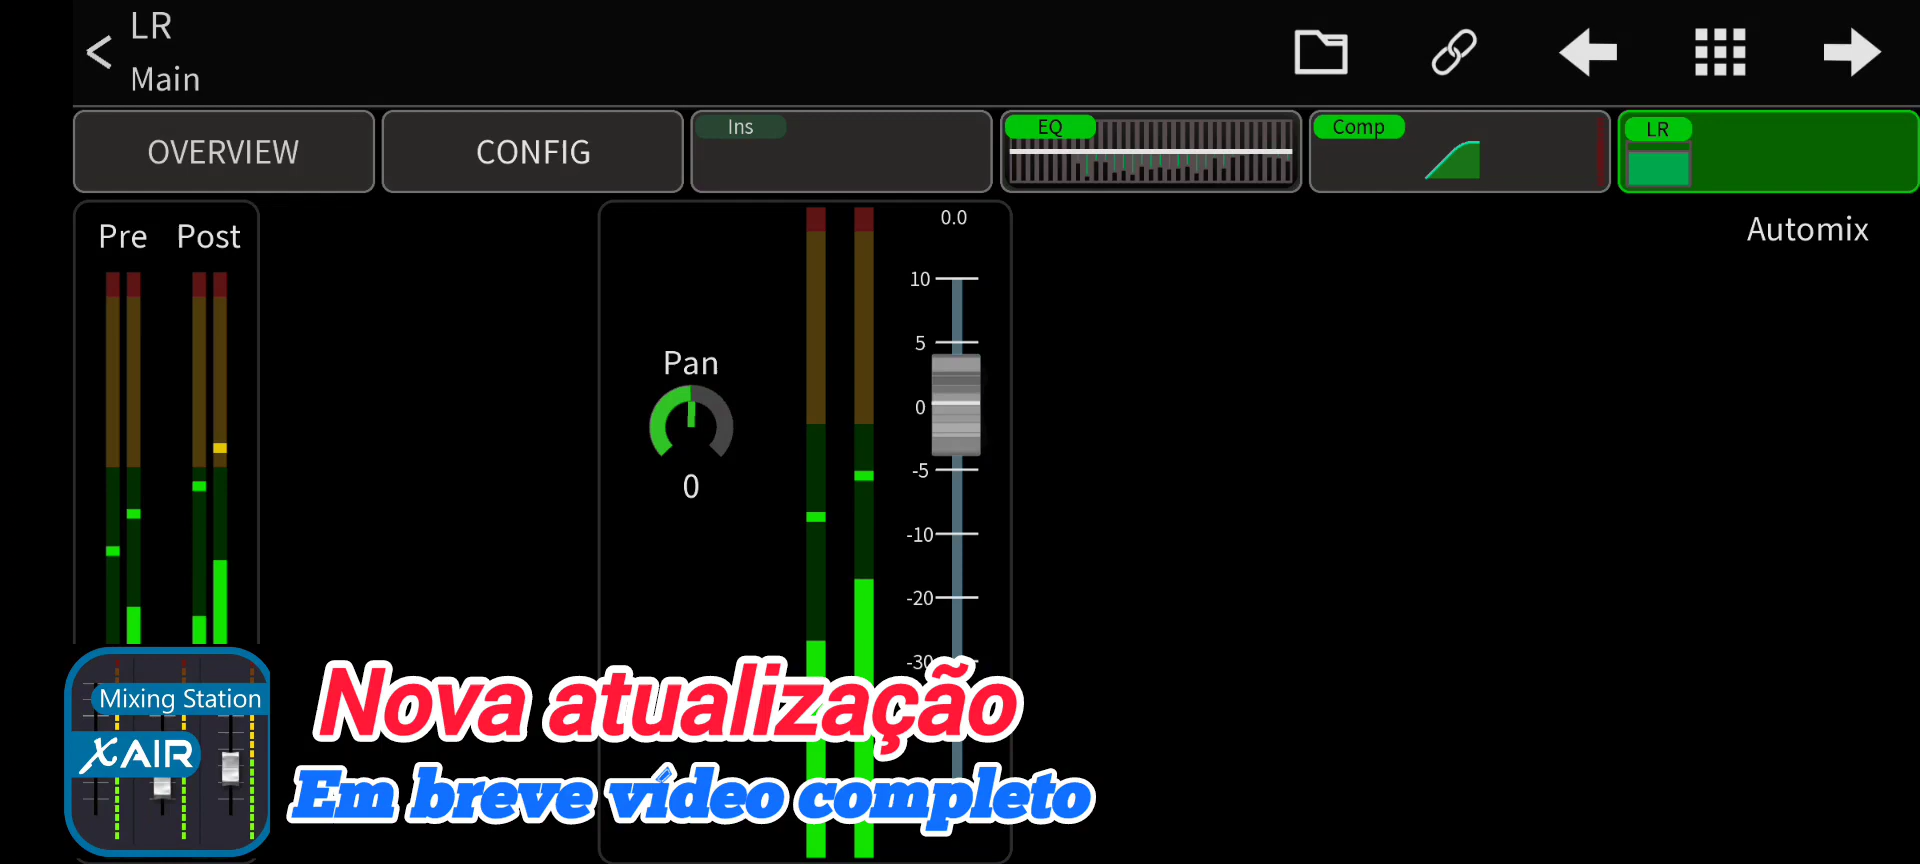 LR
Main
OVERVIEW
CONFIG
Ins
EQ
Comp
LR
Pre
Post
0.0
Automix
10
5
0
-5
-10
-20
-30
Pan
0
Mixing Station
XAIR
Nova atualização
Em breve vídeo completo